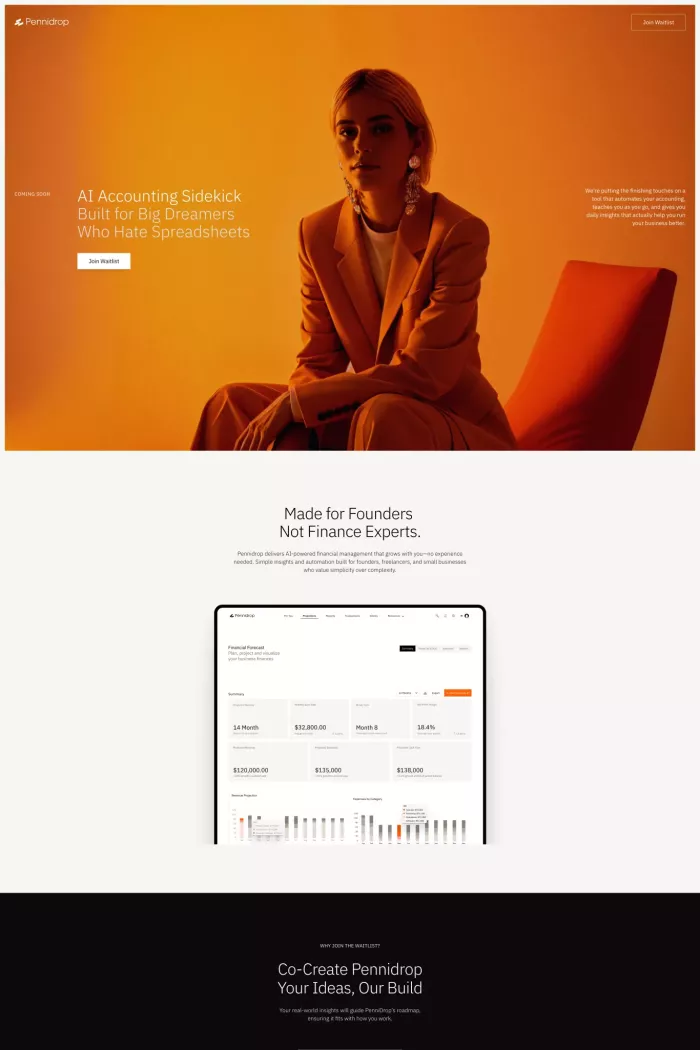 Pennidrop
Join Waitlist
COMING SOON
AI Accounting Sidekick
Built for Big Dreamers
Who Hate Spreadsheets
Join Waitlist
We're putting the finishing touches on a
tool that automates your accounting,
teaches you as you go, and gives you
daily insights that actually help you run
your business better.
Made for Founders
Not Finance Experts.
Pennidrop delivers AI-powered financial management that grows with you—no experience
needed. Simple insights and automation built for founders, freelancers, and small businesses
who value simplicity over complexity.
Pennidrop
Financial Forecast
Plan, project and visualize
your business finances
Summary
14 Month
$32,800.00
Month 8
18.4%
$120,000.00
$135,000
$138,000
WHY JOIN THE WAITLIST?
Co-Create Pennidrop
Your Ideas, Our Build
Your real-world insights will guide PenniDrop's roadmap,
ensuring it fits with how you work.